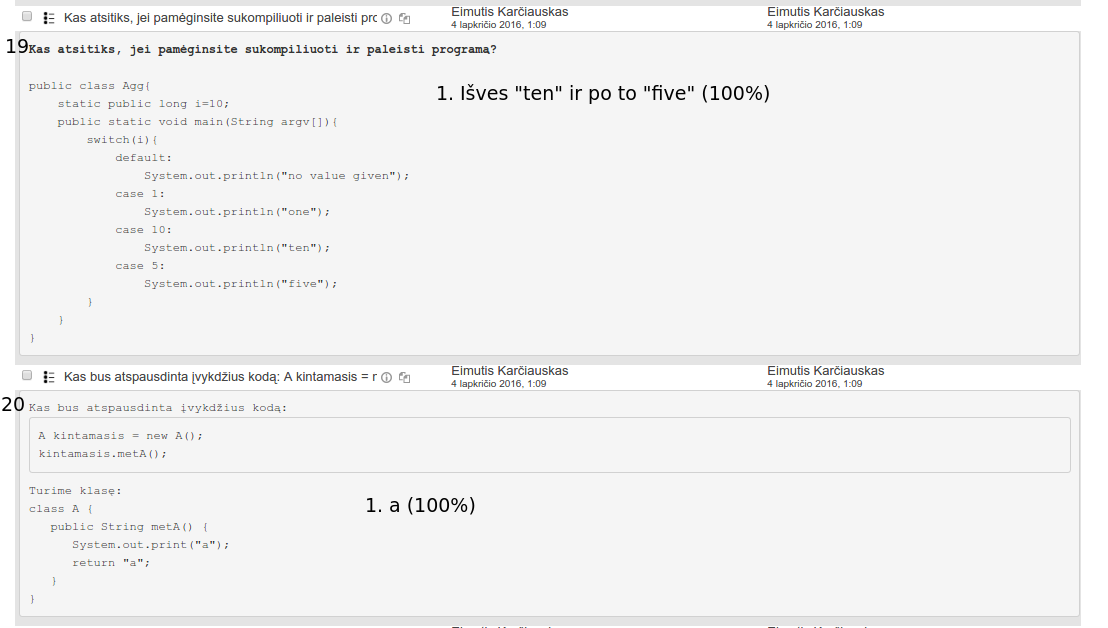 Kas atsitiks, jei pamėginsite sukompiliuoti ir paleisti prc
Eimutis Karčiauskas
Eimutis Karčiauskas
4 lapkričio 2016, 1:09
4 lapkričio 2016, 1:09
19
Kas atsitiks, jei pamėginsite sukompiliuoti ir paleisti programą?
public class Agg{
1. Išves "ten" ir po to "five" (100%)
static public long i=10;
public static void main(String argv[]){
switch(i){
default:
System.out.println("no value given");
case 1:
System.out.println("one");
case 10:
System.out.println("ten");
case 5:
System.out.println("five");
}
}
}
Kas bus atspausdinta įvykdžius kodą: A kintamasis = r
Eimutis Karčiauskas
Eimutis Karčiauskas
4 lapkričio 2016, 1:09
4 lapkričio 2016, 1:09
20
Kas bus atspausdinta įvykdžius kodą:
A kintamasis = new A();
kintamasis.metA();
Turime klasę:
class A {
1. a (100%)
public String metA() {
System.out.print("a");
return "a";
}
}